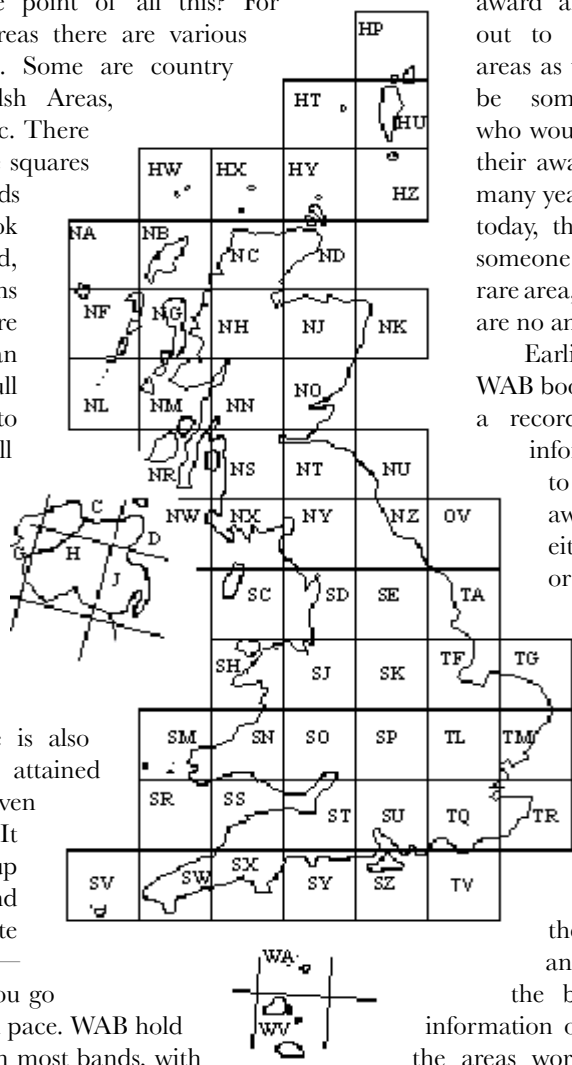 point of all this? For
reas there are various
. Some are country
lsh Areas,
c. There
squares
ds
ok
d,
ns
re
an
ull
to
ll
is also
attained
ven
It
up
nd
te
ou go
pace. WAB hold
most bands, with
HP
HT
HU
HW HX HY
HZ
NA NB
NC ND
NF NG
NH NJ NK
NL NM NN NO
NR NS NT NU
NW NX NY NZ OV
C
D
G H
J
SC SD SE TA
SH SJ SK TF TG
SM SN SO SP TL TM
SR SS ST SU TQ TR
SV SW SX SY SZ TV
WA
WV
award a
out to
areas as
be som
who wou
their awa
many yea
today, th
someone
rare area,
are no an
Earli
WAB boo
a record
infor
to
aw
eit
or
the
an
the b
information o
the areas wor